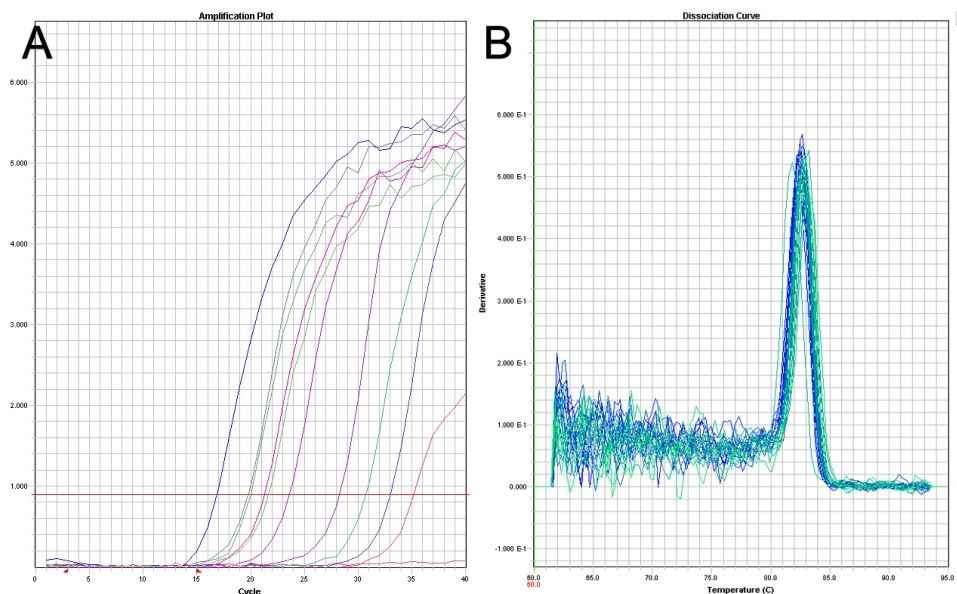 A
Amplification Plot
6.000
5.000
4.000
3.000
2.000
1.000
0 5 10 15 20 25 30 35 40
Cycle
B
Dissociation Curve
Derivative
6.000 E-1
5.000 E-1
4.000 E-1
3.000 E-1
2.000 E-1
1.000 E-1
0.000
-1.000 E-1
60.0 65.0 70.0 75.0 80.0 85.0 90.0 95.0
60.0
Temperature (C)